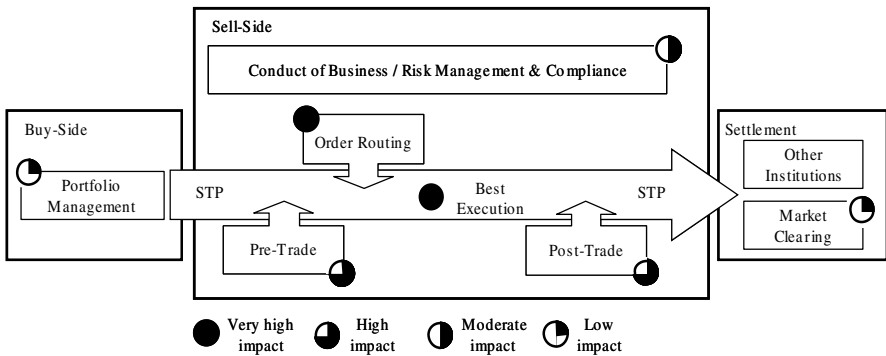 Sell-Side
Conduct of Business / Risk Management & Compliance
Buy-Side
Portfolio
Management
Order Routing
STP
Best
Execution
STP
Pre-Trade
Post-Trade
Settlement
Other
Institutions
Market
Clearing
Very high
impact
High
impact
Moderate
impact
Low
impact